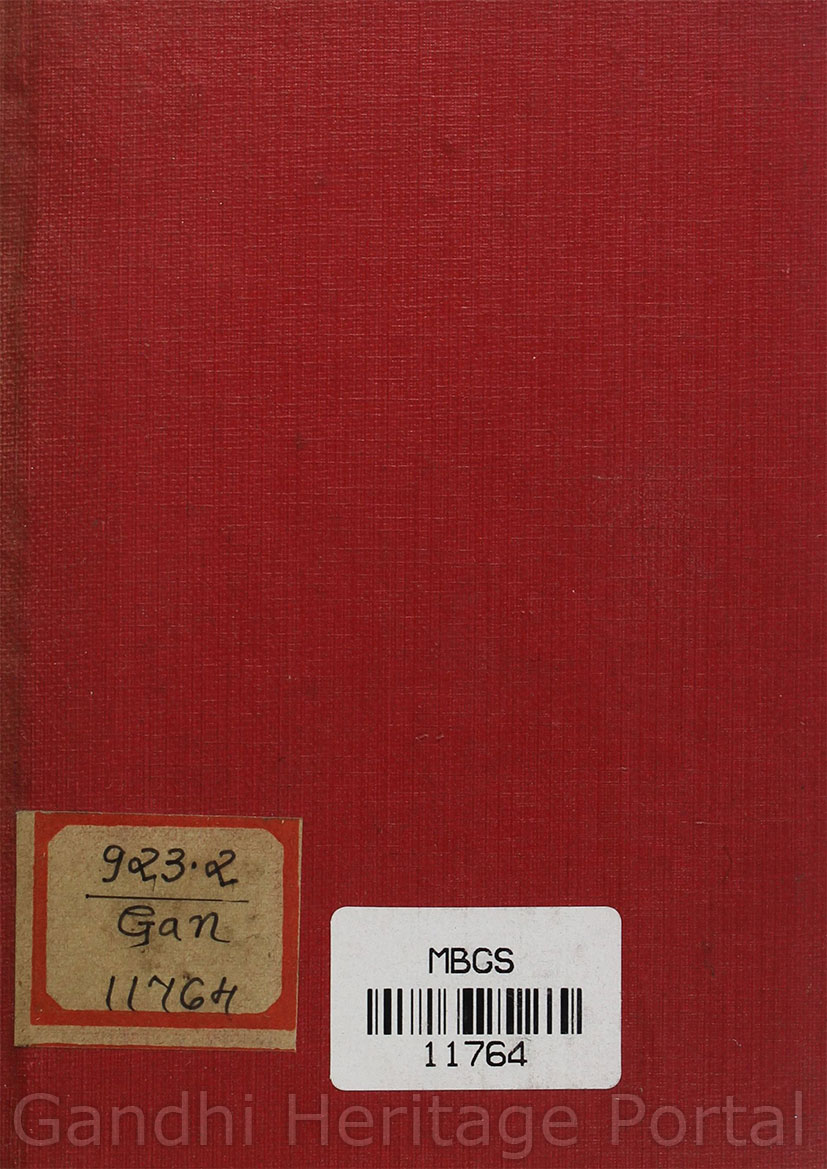 923.2
Gan
11764
MBGS
11764
Gandhi Heritage Portal